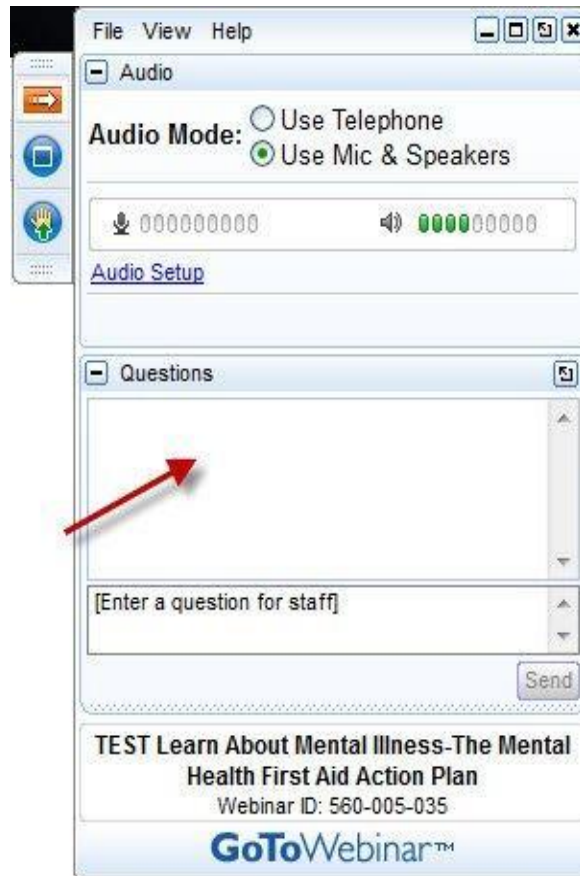 File View Help
Audio
Audio Mode: Use Telephone
Use Mic & Speakers
Audio Setup
Questions
[Enter a question for staff]
Send
TEST Learn About Mental Illness-The Mental
Health First Aid Action Plan
Webinar ID: 560-005-035
GoToWebinar™